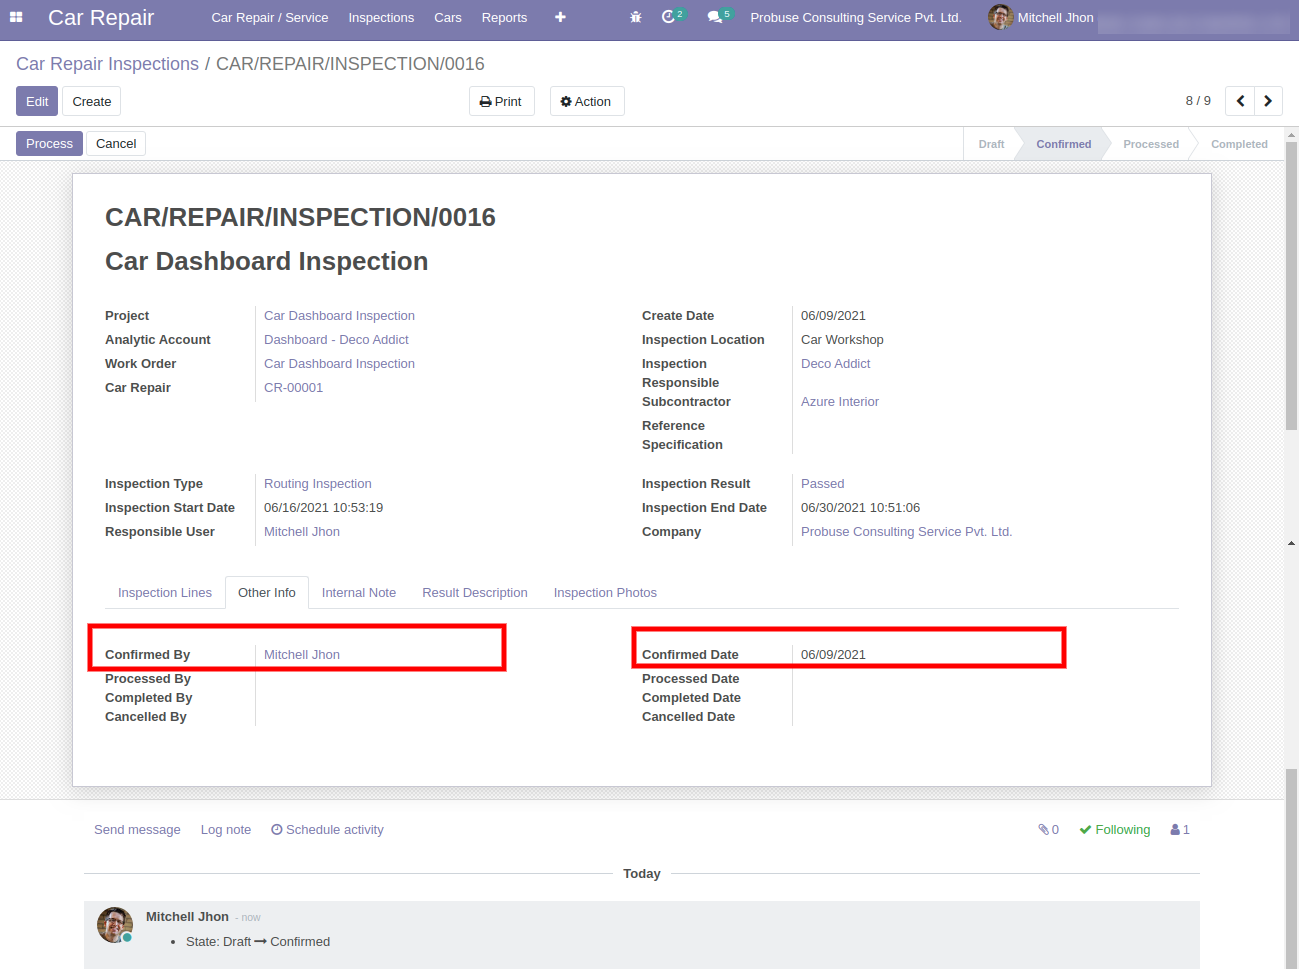 Car Repair Car Repair / Service Inspections Cars Reports 2 5 Probuse Consulting Service Pvt. Ltd. Mitchell Jhon
Car Repair Inspections / CAR/REPAIR/INSPECTION/0016
Edit Create Print Action 8 / 9
Process Cancel Draft Confirmed Processed Completed
CAR/REPAIR/INSPECTION/0016
Car Dashboard Inspection
Project Car Dashboard Inspection
Analytic Account Dashboard - Deco Addict
Work Order Car Dashboard Inspection
Car Repair CR-00001
Create Date 06/09/2021
Inspection Location Car Workshop
Inspection Deco Addict
Responsible
Subcontractor Azure Interior
Reference
Specification
Inspection Type Routing Inspection
Inspection Start Date 06/16/2021 10:53:19
Responsible User Mitchell Jhon
Inspection Result Passed
Inspection End Date 06/30/2021 10:51:06
Company Probuse Consulting Service Pvt. Ltd.
Inspection Lines Other Info Internal Note Result Description Inspection Photos
Confirmed By Mitchell Jhon
Processed By
Completed By
Cancelled By
Confirmed Date 06/09/2021
Processed Date
Completed Date
Cancelled Date
Send message Log note Schedule activity 0 Following 1
Today
Mitchell Jhon - now
• State: Draft → Confirmed